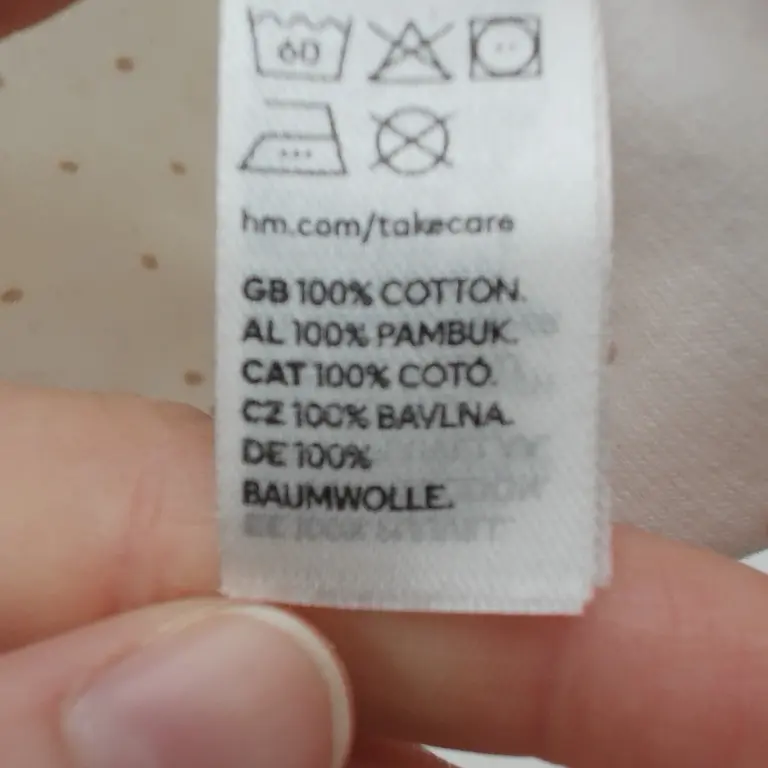 60
hm.com/takecare
GB 100% COTTON.
AL 100% PAMBUK.
CAT 100% COTÓ.
CZ 100% BAVLNA.
DE 100%
BAUMWOLLE.